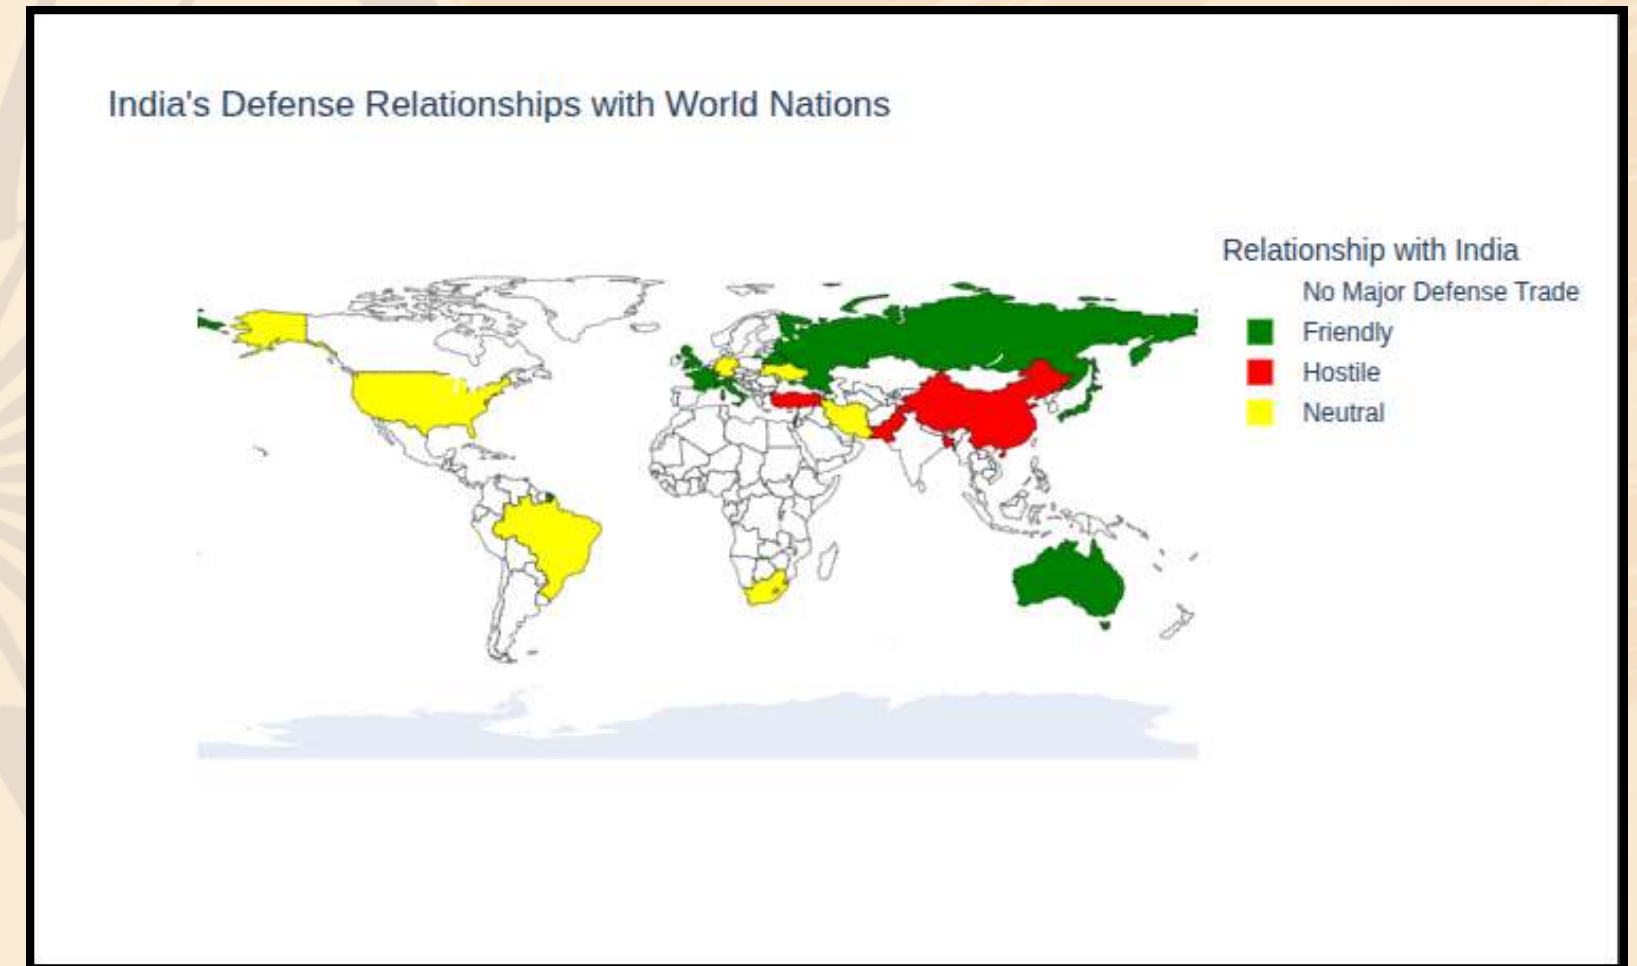 India's Defense Relationships with World Nations
Relationship with India
No Major Defense Trade
Friendly
Hostile
Neutral